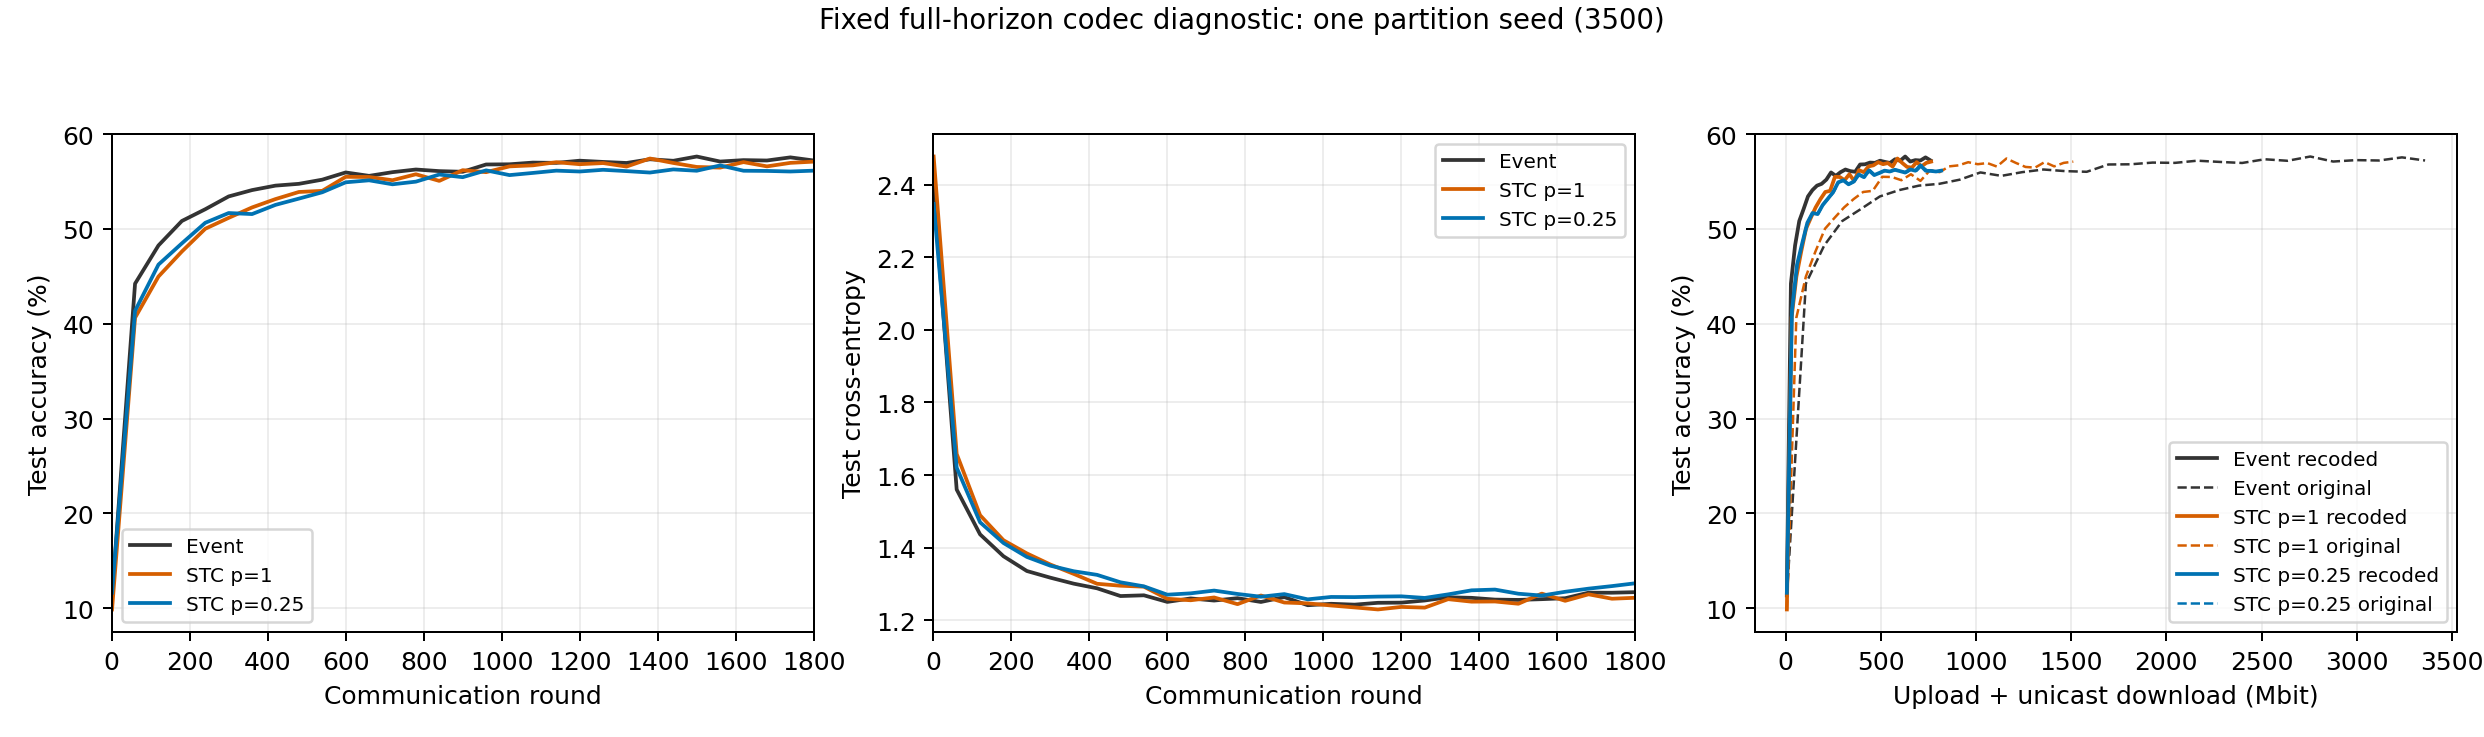 Fixed full-horizon codec diagnostic: one partition seed (3500)
Test accuracy (%)
60
50
40
30
20
10
Event
STC p=1
STC p=0.25
0 200 400 600 800 1000 1200 1400 1600 1800
Communication round
Test cross-entropy
2.4
2.2
2.0
1.8
1.6
1.4
1.2
Event
STC p=1
STC p=0.25
0 200 400 600 800 1000 1200 1400 1600 1800
Communication round
Test accuracy (%)
60
50
40
30
20
10
Event recoded
Event original
STC p=1 recoded
STC p=1 original
STC p=0.25 recoded
STC p=0.25 original
0 500 1000 1500 2000 2500 3000 3500
Upload + unicast download (Mbit)